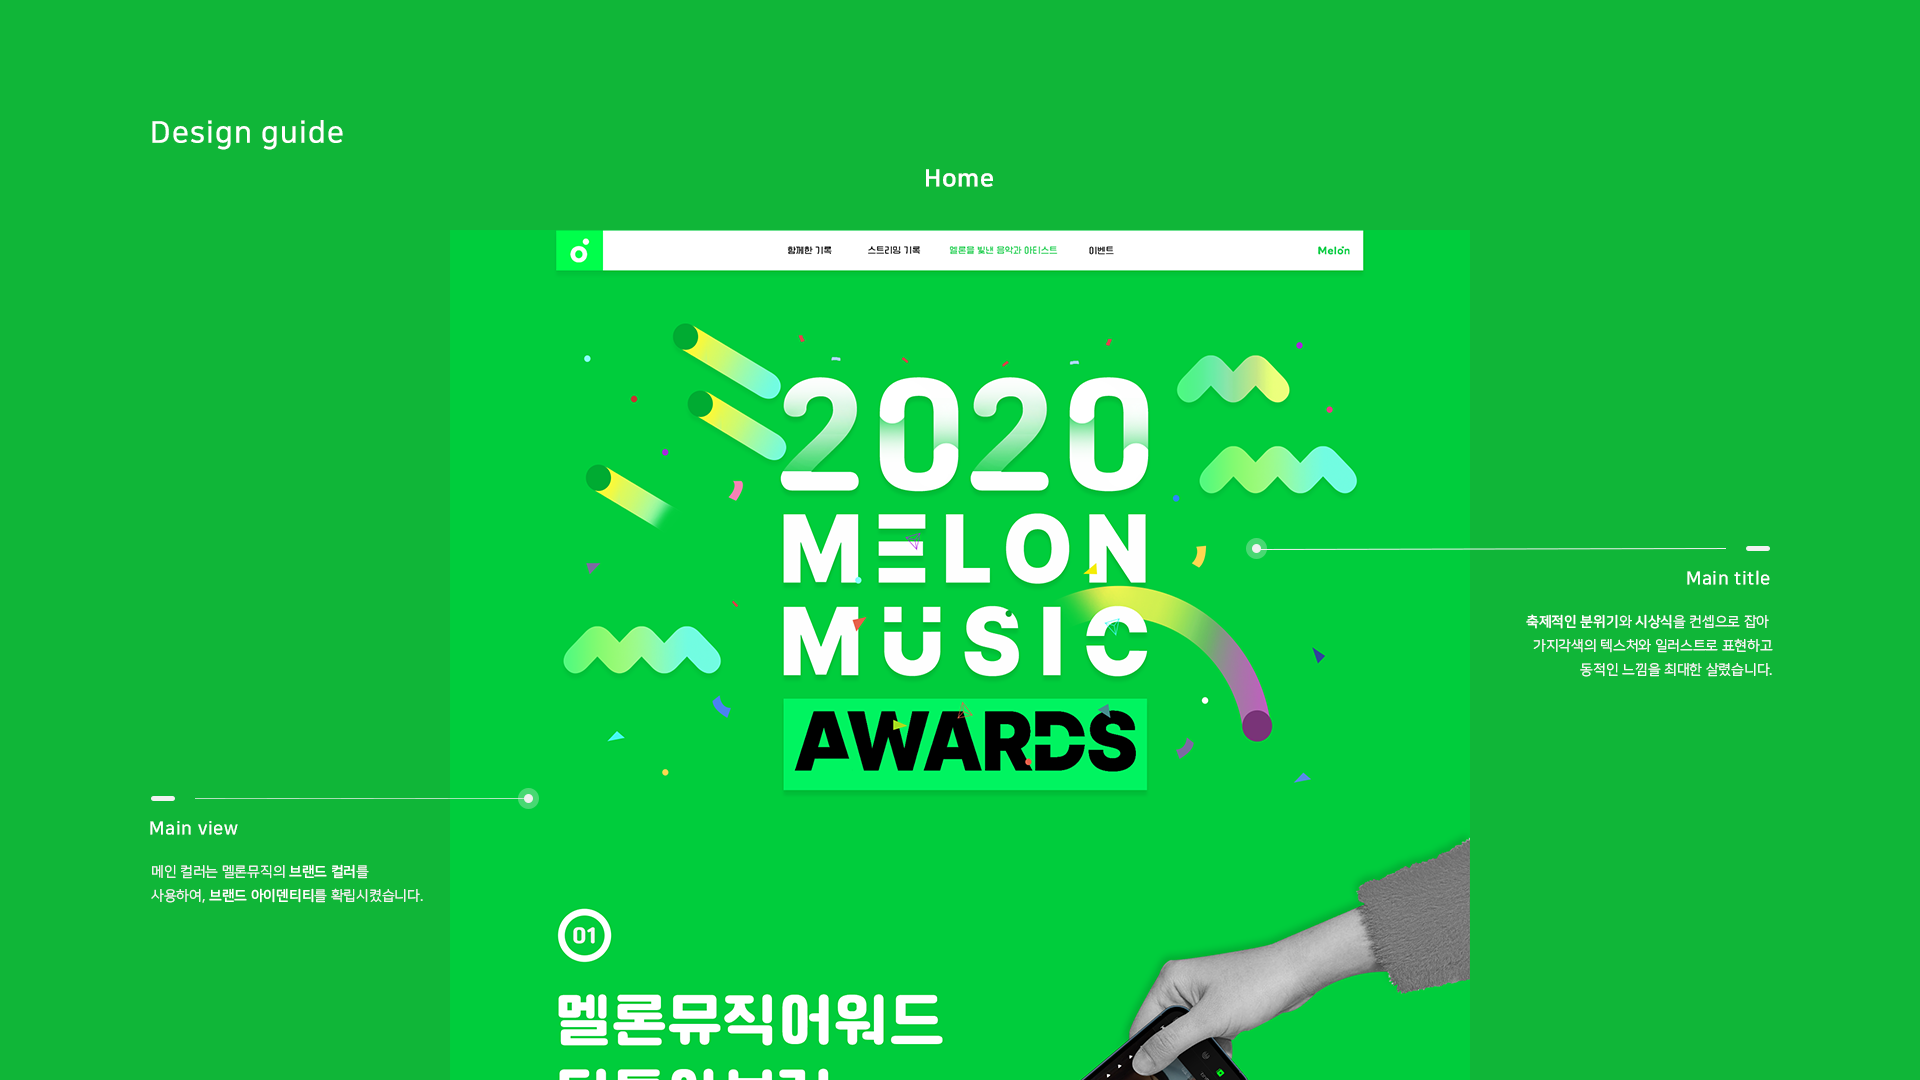 Design guide
Home
함께한 기록
스트리밍 기록
멜론을 빛낸 음악과 아티스트
이벤트
Melon
2020
MELON
MUSIC
AWARDS
Main title
축제적인 분위기와 시상식을 컨셉으로 잡아
가지각색의 텍스처와 일러스트로 표현하고
동적인 느낌을 최대한 살렸습니다.
Main view
메인 컬러는 멜론뮤직의 브랜드 컬러를
사용하여, 브랜드 아이덴티티를 확립시켰습니다.
01
멜론뮤직어워드